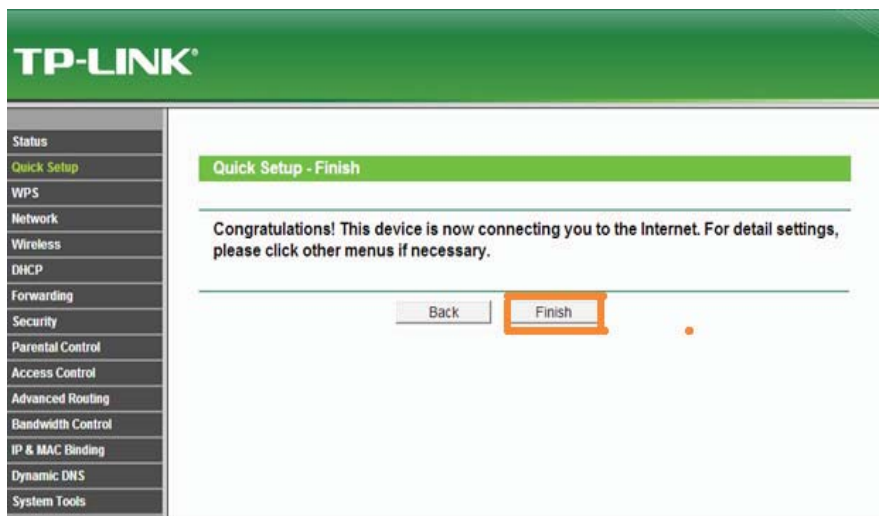 TP-LINK®
Status
Quick Setup
WPS
Network
Wireless
DHCP
Forwarding
Security
Parental Control
Access Control
Advanced Routing
Bandwidth Control
IP & MAC Binding
Dynamic DNS
System Tools
Quick Setup - Finish
Congratulations! This device is now connecting you to the Internet. For detail settings,
please click other menus if necessary.
Back
Finish